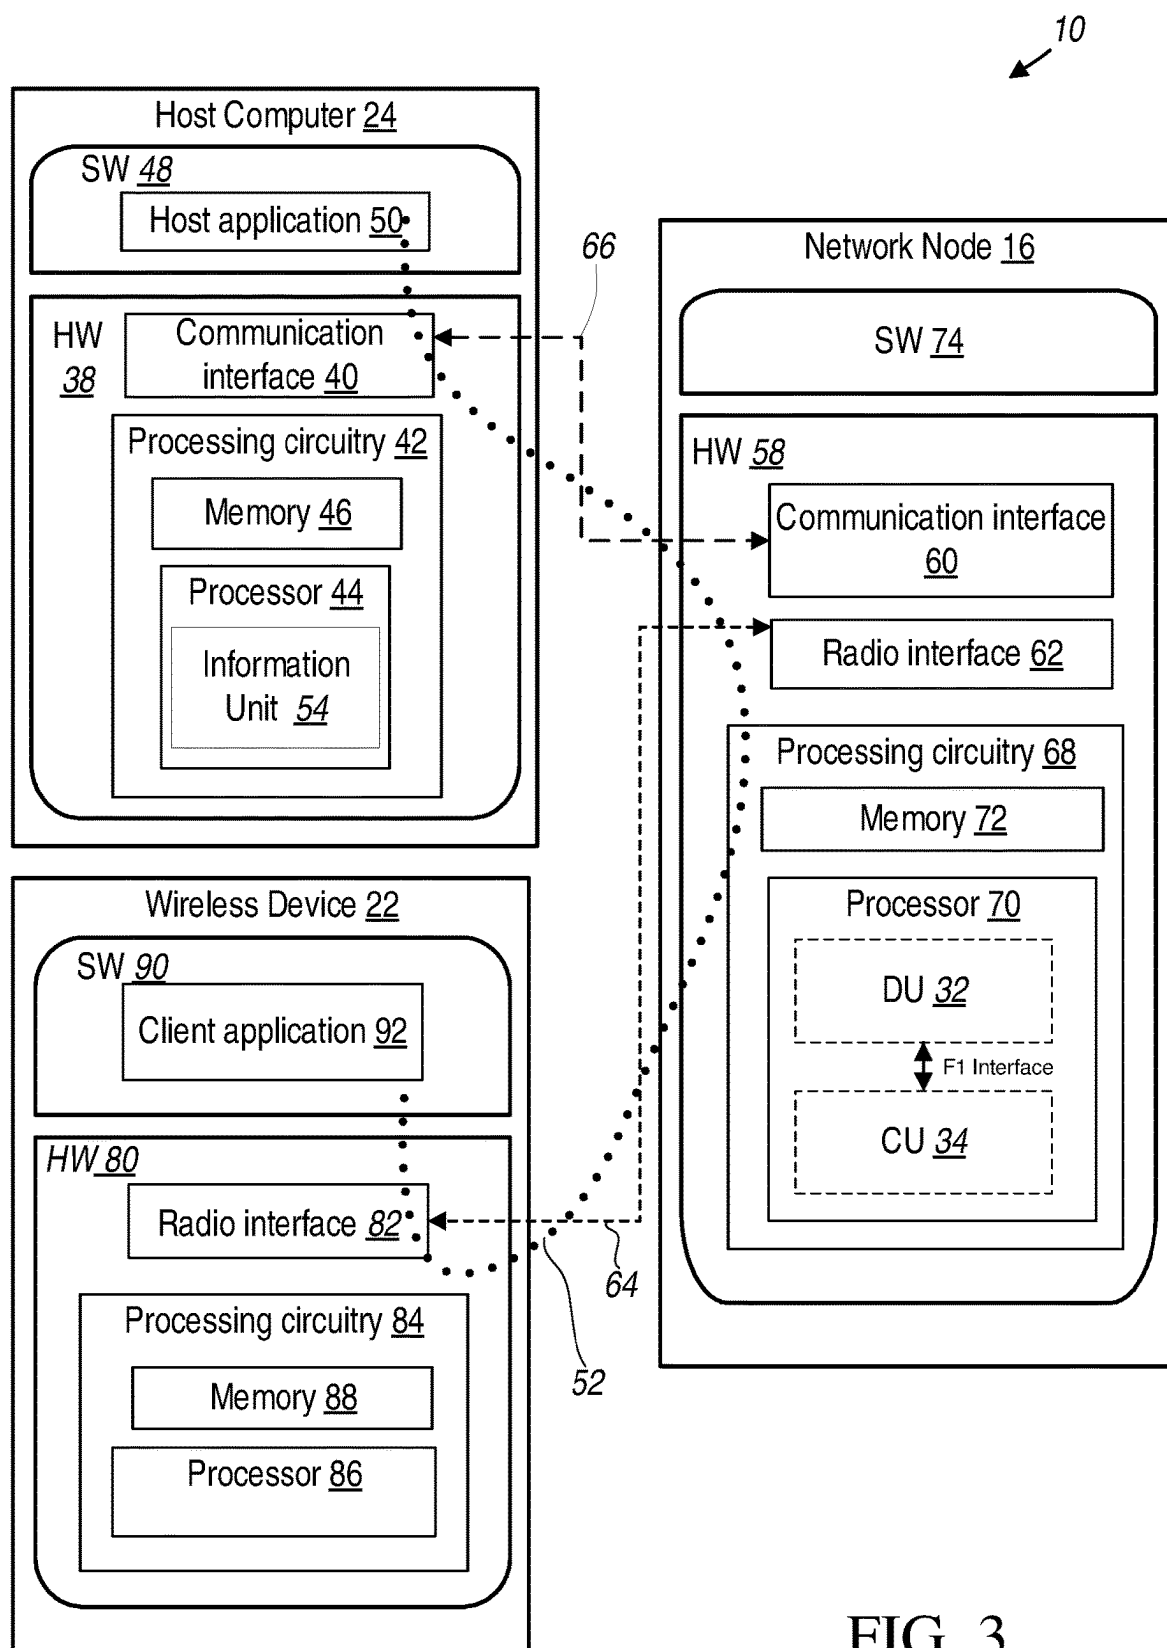 10
Host Computer 24
SW 48
Host application 50
HW
38
Communication
interface 40
Processing circuitry 42
Memory 46
Processor 44
Information
Unit 54
66
Network Node 16
SW 74
HW 58
Communication interface
60
Radio interface 62
Processing circuitry 68
Memory 72
Processor 70
DU 32
F1 Interface
CU 34
Wireless Device 22
SW 90
Client application 92
HW 80
Radio interface 82
64
52
Processing circuitry 84
Memory 88
Processor 86
FIG. 3